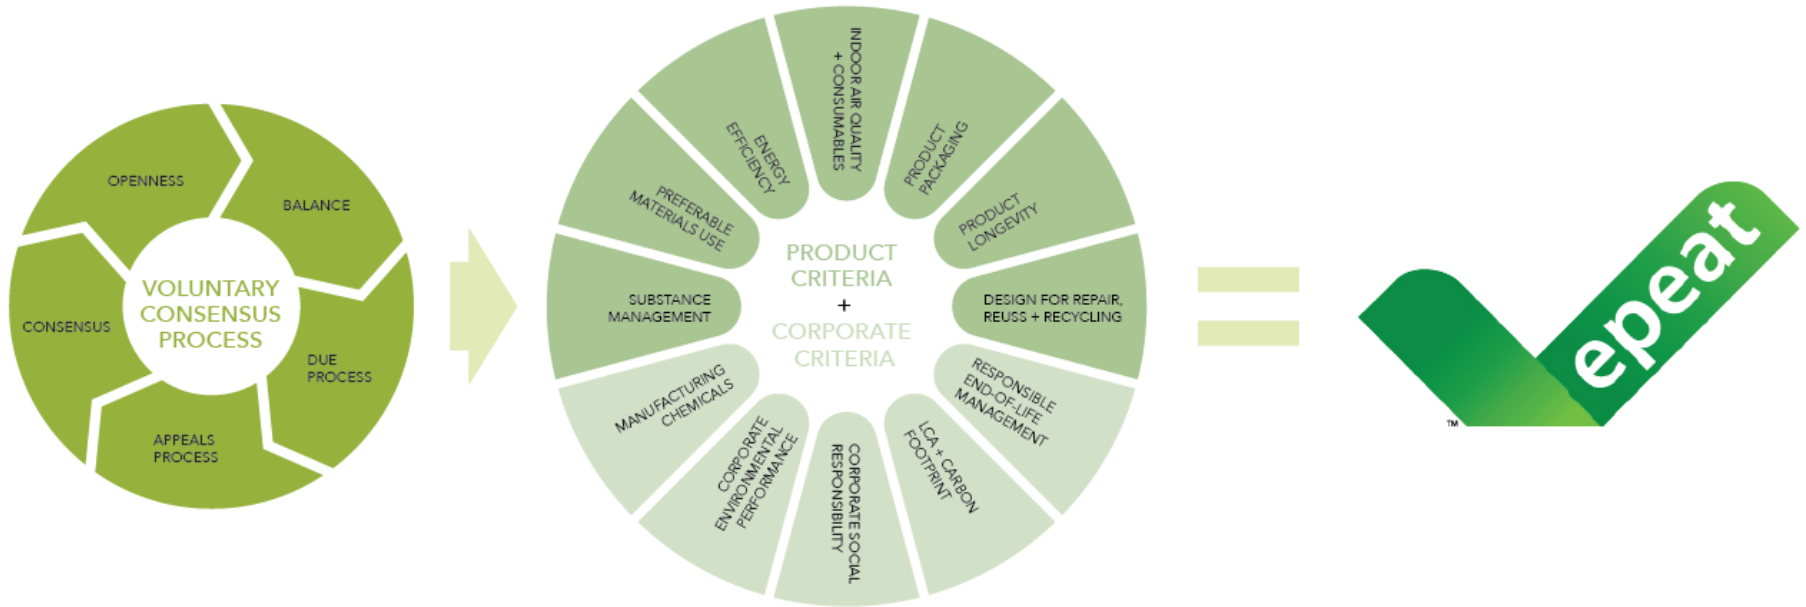 OPENNESS
BALANCE
DUE
PROCESS
APPEALS
PROCESS
CONSENSUS
VOLUNTARY
CONSENSUS
PROCESS
INDOOR AIR QUALITY
+ CONSUMABLES
PRODUCT
PACKAGING
PRODUCT
LONGEVITY
DESIGN FOR REPAIR,
REUSS + RECYCLING
RESPONSIBLE
END-OF-LIFE
MANAGEMENT
LCA + CARBON
FOOTPRINT
CORPORATE SOCIAL
RESPONSIBILITY
CORPORATE
ENVIRONMENTAL
PERFORMANCE
MANUFACTURING
CHEMICALS
SUBSTANCE
MANAGEMENT
PREFERABLE
MATERIALS USE
ENERGY
EFFICIENCY
PRODUCT
CRITERIA
+
CORPORATE
CRITERIA
epeat
TM